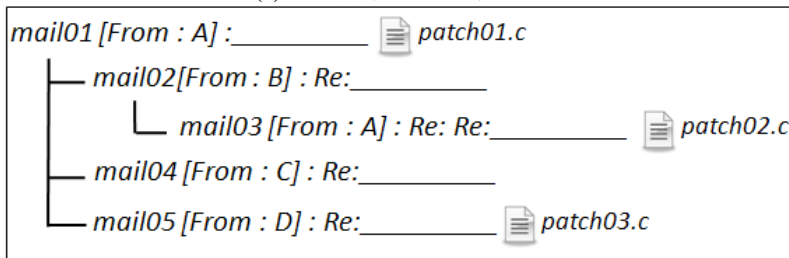 mail01 [From : A] :__________ patch01.c
mail02[From : B] : Re:__________
mail03 [From : A] : Re: Re:__________ patch02.c
mail04 [From : C] : Re:__________
mail05 [From : D] : Re:__________ patch03.c